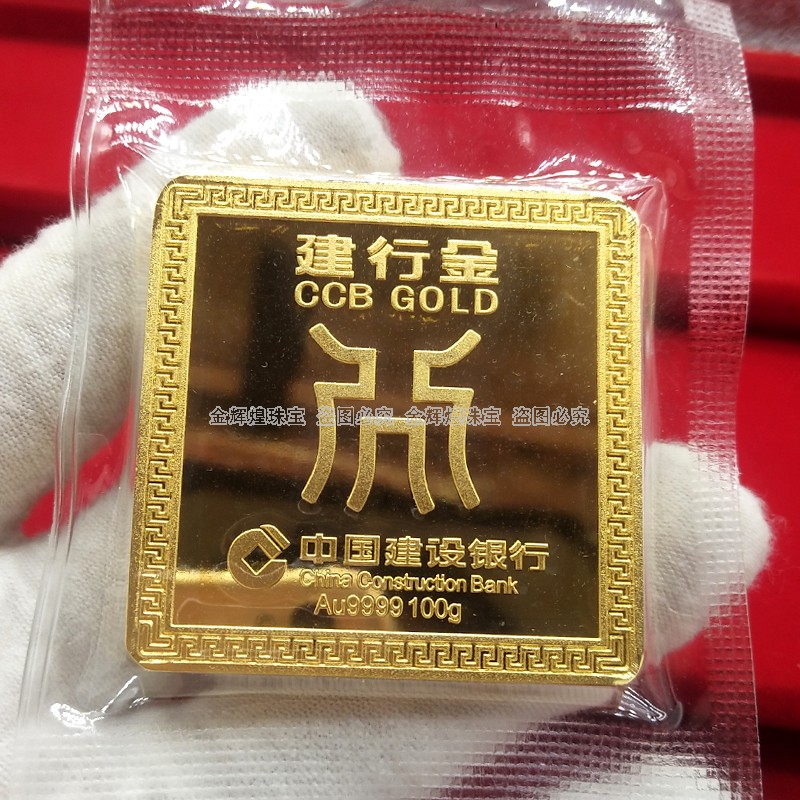 建行金
CCB GOLD
金辉煌珠宝 盗图必究 金辉煌珠宝 盗图必究
中国建设银行
China Construction Bank
Au9999 100g